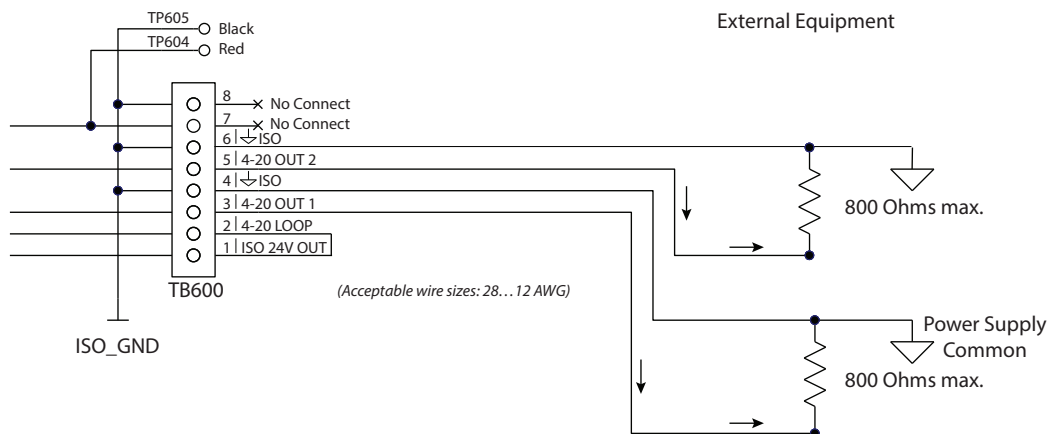 External Equipment
TP605
Black
TP604
Red
8
No Connect
7
No Connect
6 | ISO
5 | 4-20 OUT 2
4 | ISO
3 | 4-20 OUT 1
2 | 4-20 LOOP
1 | ISO 24V OUT
TB600
(Acceptable wire sizes: 28…12 AWG)
ISO_GND
800 Ohms max.
Power Supply
Common
800 Ohms max.